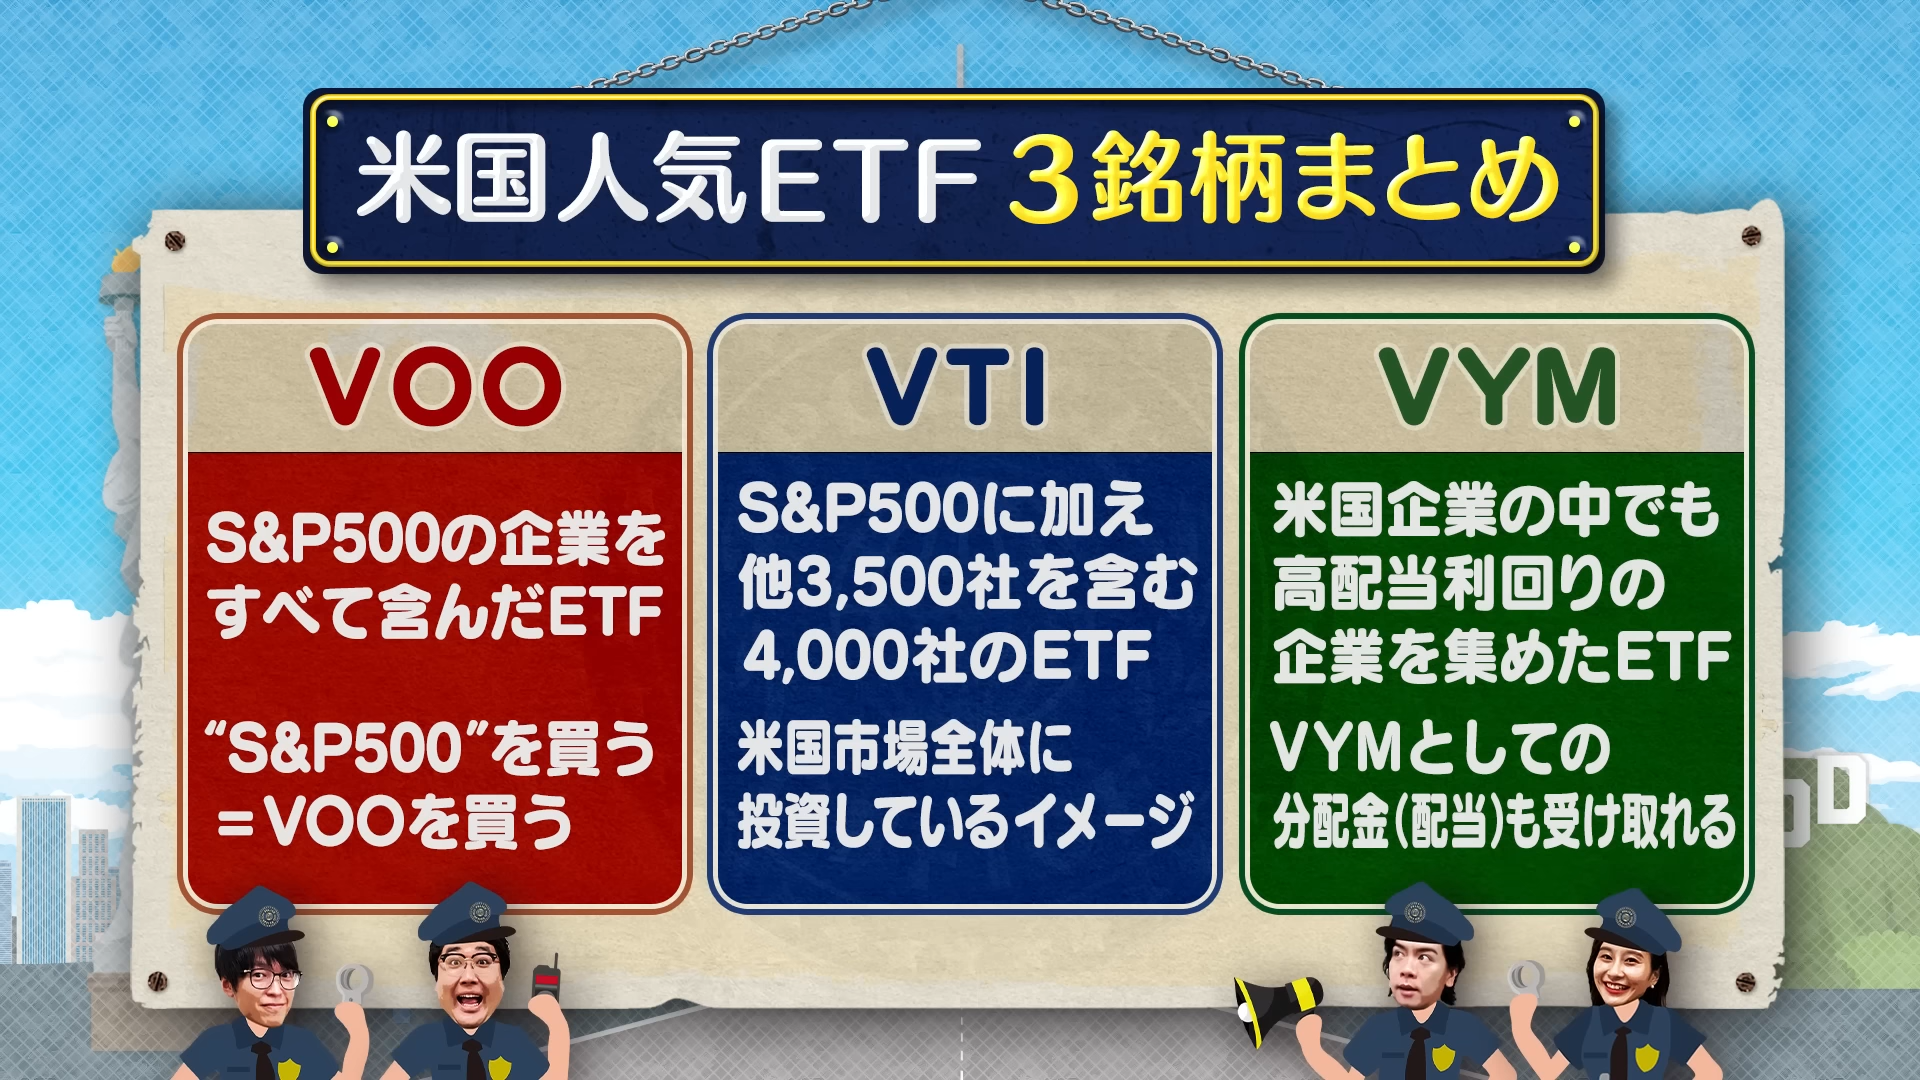 米国人気ETF 3銘柄まとめ
VOO
S&P500の企業を
すべて含んだETF
“S&P500”を買う
=VOOを買う
VTI
S&P500に加え
他3,500社を含む
4,000社のETF
米国市場全体に
投資しているイメージ
VYM
米国企業の中でも
高配当利回りの
企業を集めたETF
VYMとしての
分配金(配当)も受け取れる
D